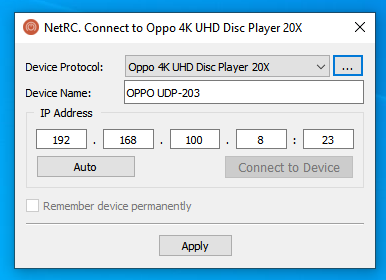 NetRC. Connect to Oppo 4K UHD Disc Player 20X
Device Protocol: Oppo 4K UHD Disc Player 20X ...
Device Name: OPPO UDP-203
IP Address
192 . 168 . 100 . 8 : 23
Auto Connect to Device
Remember device permanently
Apply